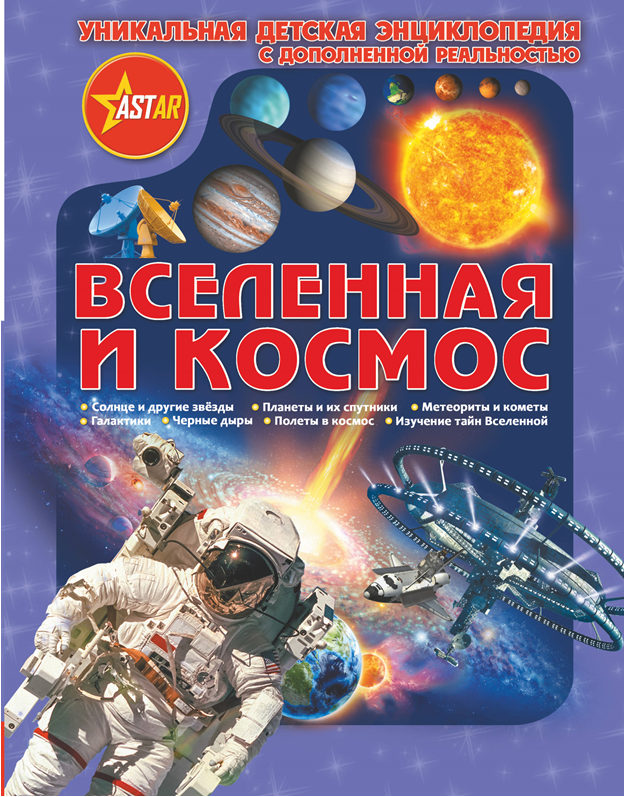 УНИКАЛЬНАЯ ДЕТСКАЯ ЭНЦИКЛОПЕДИЯ
С ДОПОЛНЕННОЙ РЕАЛЬНОСТЬЮ
ASTAR
ВСЕЛЕННАЯ
И КОСМОС
• Солнце и другие звёзды • Планеты и их спутники • Метеориты и кометы
• Галактики • Черные дыры • Полеты в космос • Изучение тайн Вселенной